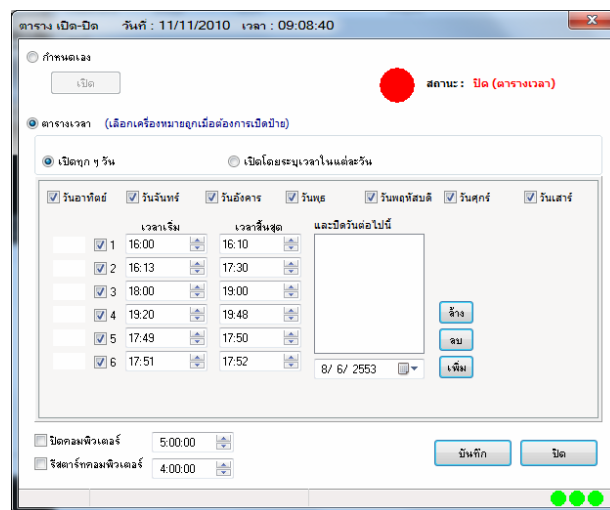 ตาราง เปิด-ปิด วันที่ : 11/11/2010 เวลา : 09:08:40
กำหนดเอง
เปิด
สถานะ : ปิด (ตารางเวลา)
ตารางเวลา (เลือกเครื่องหมายถูกเมื่อต้องการเปิดป้าย)
เปิดทุก ๆ วัน เปิดโดยระบุเวลาในแต่ละวัน
วันอาทิตย์ วันจันทร์ วันอังคาร วันพุธ วันพฤหัสบดี วันศุกร์ วันเสาร์
เวลาเริ่ม เวลาสิ้นสุด และปิดวันต่อไปนี้
1 16:00 16:10
2 16:13 17:30
3 18:00 19:00
4 19:20 19:48 ล้าง
5 17:49 17:50 ลบ
6 17:51 17:52 8/ 6/ 2553 เพิ่ม
ปิดคอมพิวเตอร์ 5:00:00
รีสตาร์ทคอมพิวเตอร์ 4:00:00
บันทึก ปิด